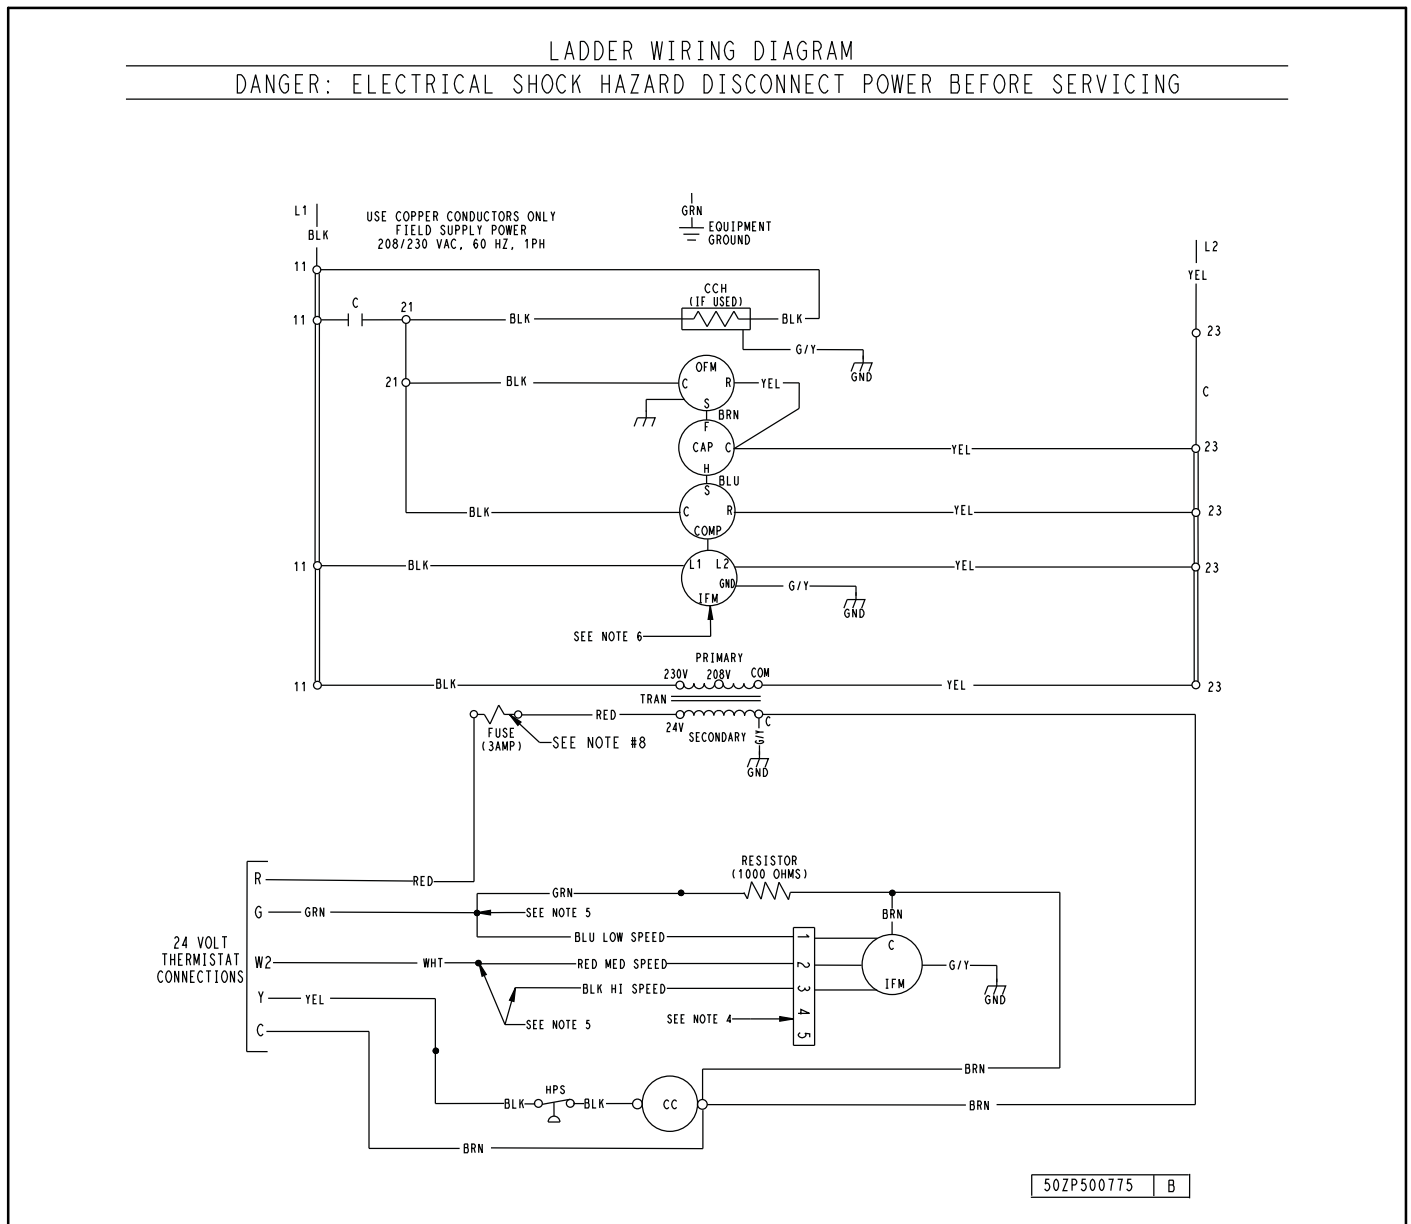 LADDER WIRING DIAGRAM
DANGER: ELECTRICAL SHOCK HAZARD DISCONNECT POWER BEFORE SERVICING
L1
BLK
USE COPPER CONDUCTORS ONLY
FIELD SUPPLY POWER
208/230 VAC, 60 HZ, 1PH
GRN
EQUIPMENT
GROUND
L2
YEL
11
CCH
(IF USED)
11
C
21
BLK
BLK
23
G/Y
GND
21
BLK
OFM
C
R
S
YEL
BRN
C
F
CAP
C
H
YEL
23
BLU
S
BLK
C
R
COMP
YEL
23
11
BLK
L1
L2
GND
IFM
YEL
23
G/Y
GND
SEE NOTE 6
PRIMARY
11
BLK
230V
208V
COM
YEL
23
TRAN
FUSE
(3AMP)
RED
24V
SECONDARY
C
G/Y
GND
SEE NOTE #8
RESISTOR
(1000 OHMS)
24 VOLT
THERMISTAT
CONNECTIONS
R
RED
GRN
G
GRN
SEE NOTE 5
BRN
BLU LOW SPEED
1
C
IFM
W2
WHT
RED MED SPEED
2
G/Y
GND
BLK HI SPEED
3
Y
YEL
SEE NOTE 5
SEE NOTE 4
4
5
C
BRN
HPS
BLK
BLK
CC
BRN
BRN
50ZP500775
B